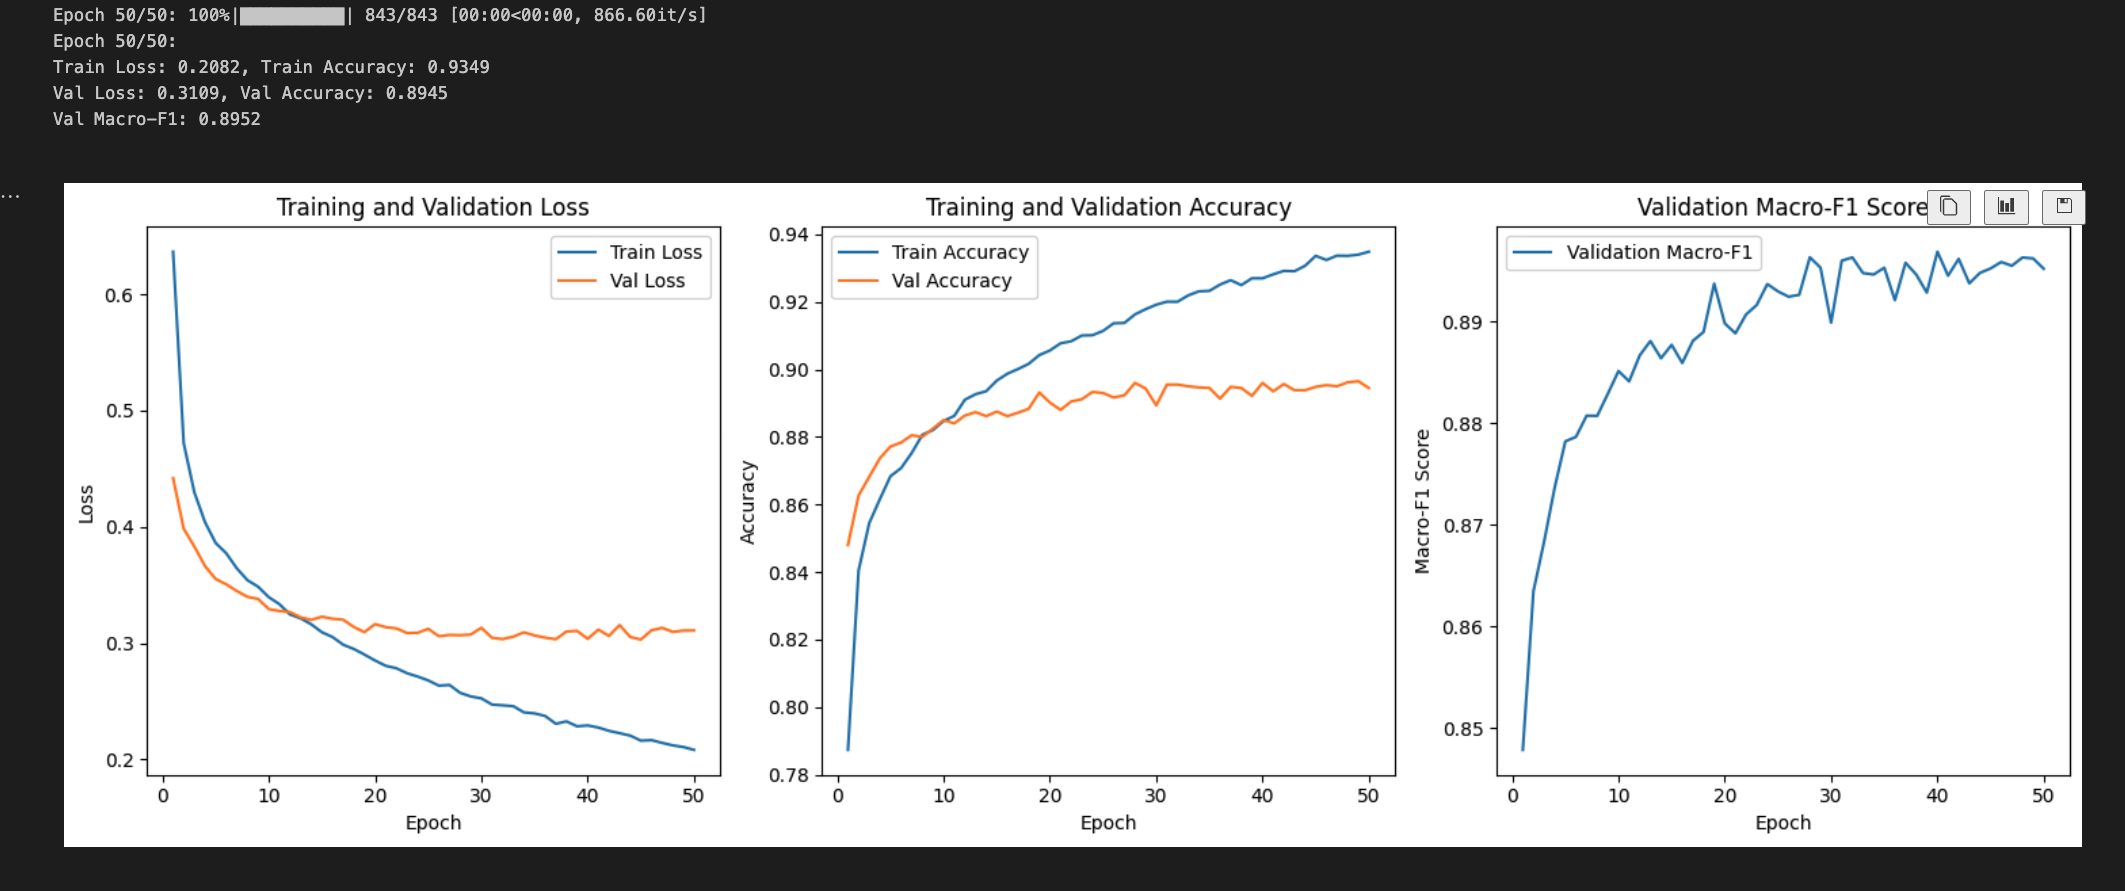 Epoch 50/50: 100%|██████████| 843/843 [00:00<00:00, 866.60it/s]
Epoch 50/50:
Train Loss: 0.2082, Train Accuracy: 0.9349
Val Loss: 0.3109, Val Accuracy: 0.8945
Val Macro-F1: 0.8952
...
Training and Validation Loss
Train Loss
Val Loss
0.6
0.5
0.4
0.3
0.2
Loss
0 10 20 30 40 50
Epoch
Training and Validation Accuracy
Train Accuracy
Val Accuracy
0.94
0.92
0.90
0.88
0.86
0.84
0.82
0.80
0.78
Accuracy
0 10 20 30 40 50
Epoch
Validation Macro-F1 Score
Validation Macro-F1
0.89
0.88
0.87
0.86
0.85
Macro-F1 Score
0 10 20 30 40 50
Epoch